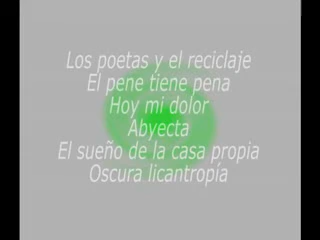 Los poetas y el reciclaje
El pene tiene pena
Hoy mi dolor
Abyecta
El sueño de la casa propia
Oscura licantropía